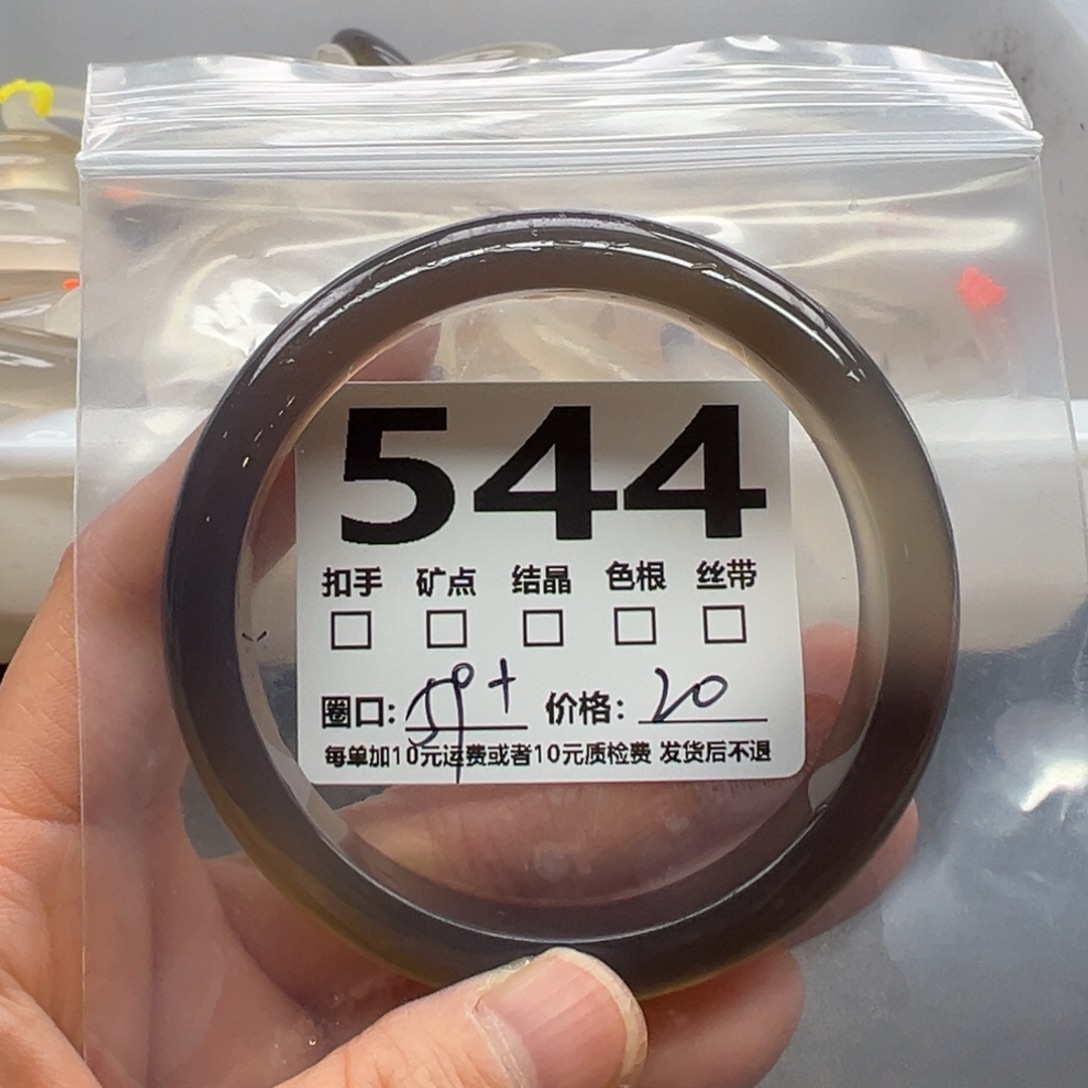 544
扣手 矿点 结晶 色根 丝带
□ □ □ □ □
圈口: 59+ 价格: 20
每单加10元运费或者10元质检费 发货后不退